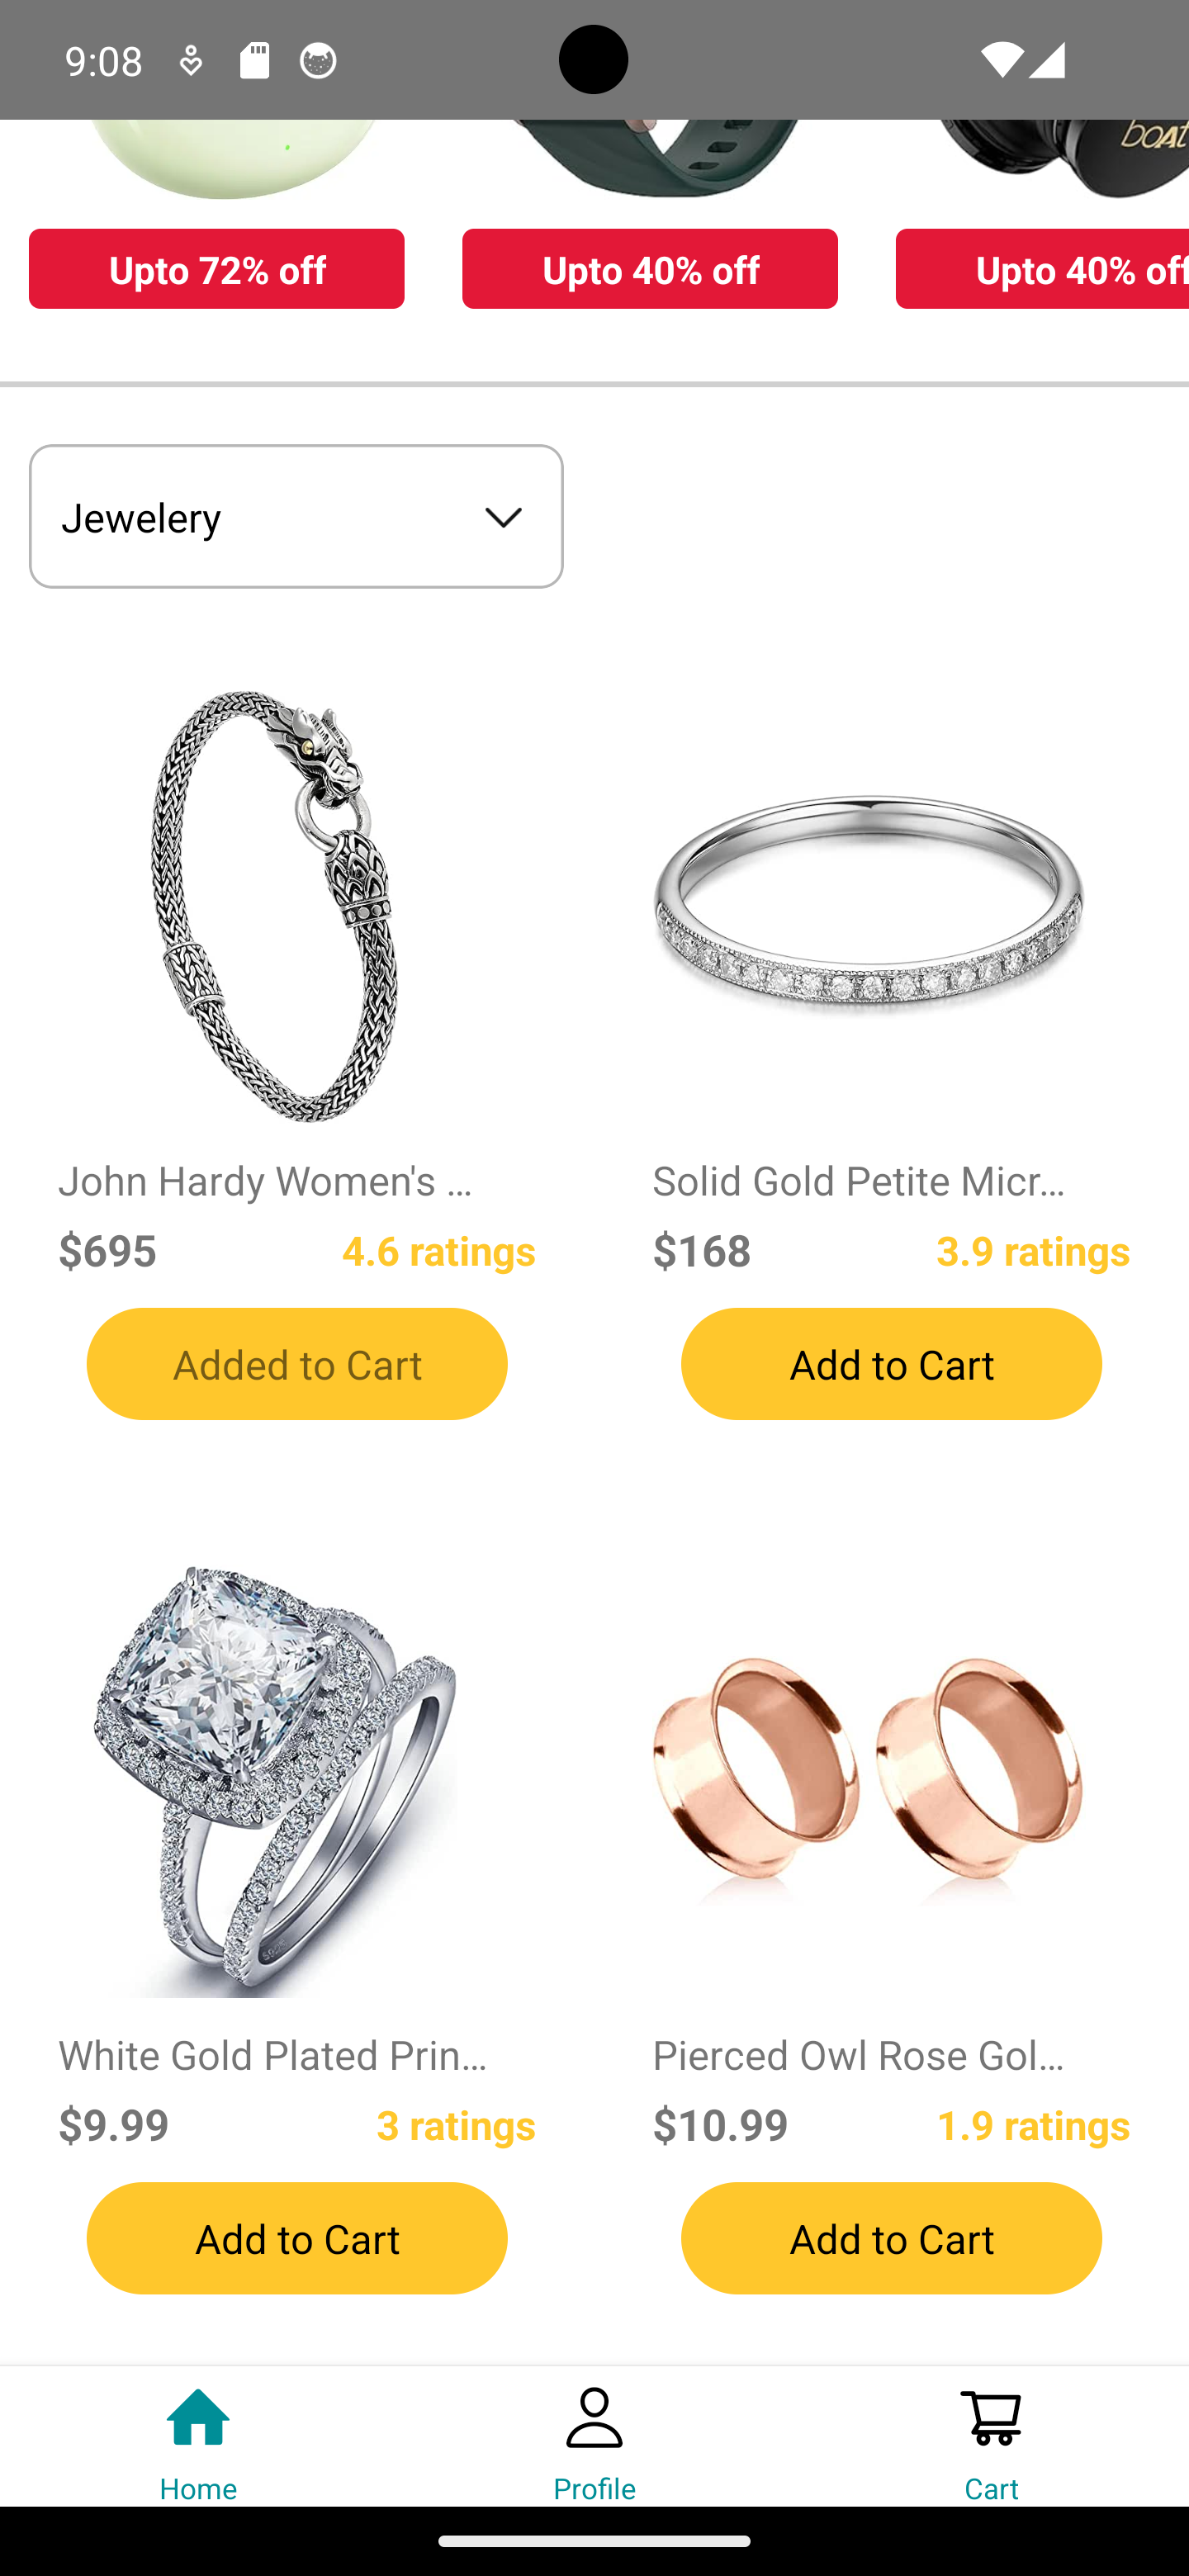 9:08
boAt
Upto 72% off
Upto 40% off
Upto 40% off
Jewelery
John Hardy Women's ...
Solid Gold Petite Micr...
$695
4.6 ratings
$168
3.9 ratings
Added to Cart
Add to Cart
White Gold Plated Prin...
Pierced Owl Rose Gol...
$9.99
3 ratings
$10.99
1.9 ratings
Add to Cart
Add to Cart
Home
Profile
Cart